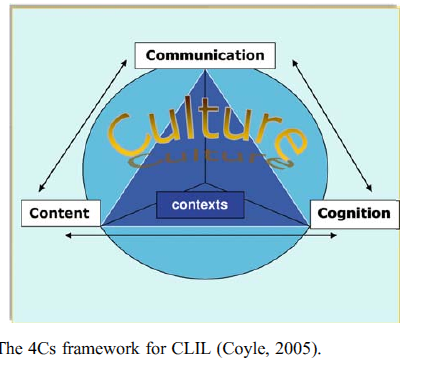 Communication
Culture
contexts
Content
Cognition
The 4Cs framework for CLIL (Coyle, 2005).